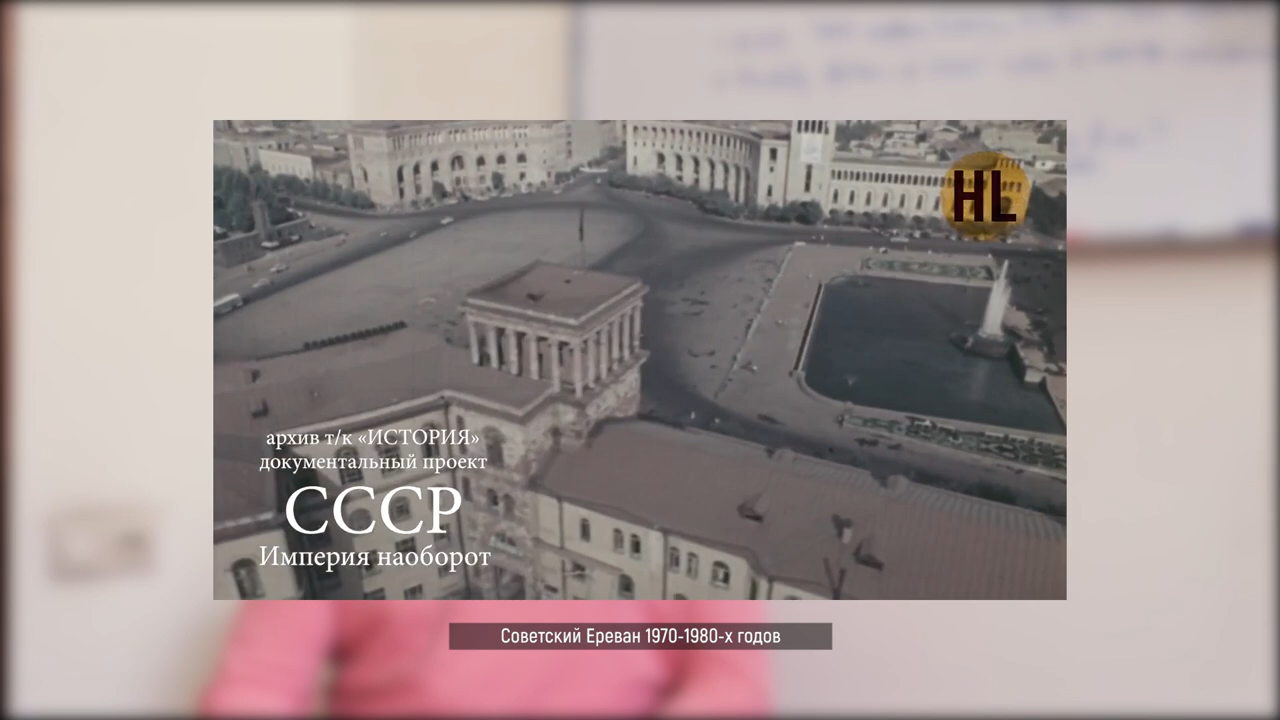 HL
архив т/к «ИСТОРИЯ»
документальный проект
СССР
Империя наоборот
Советский Ереван 1970-1980-х годов